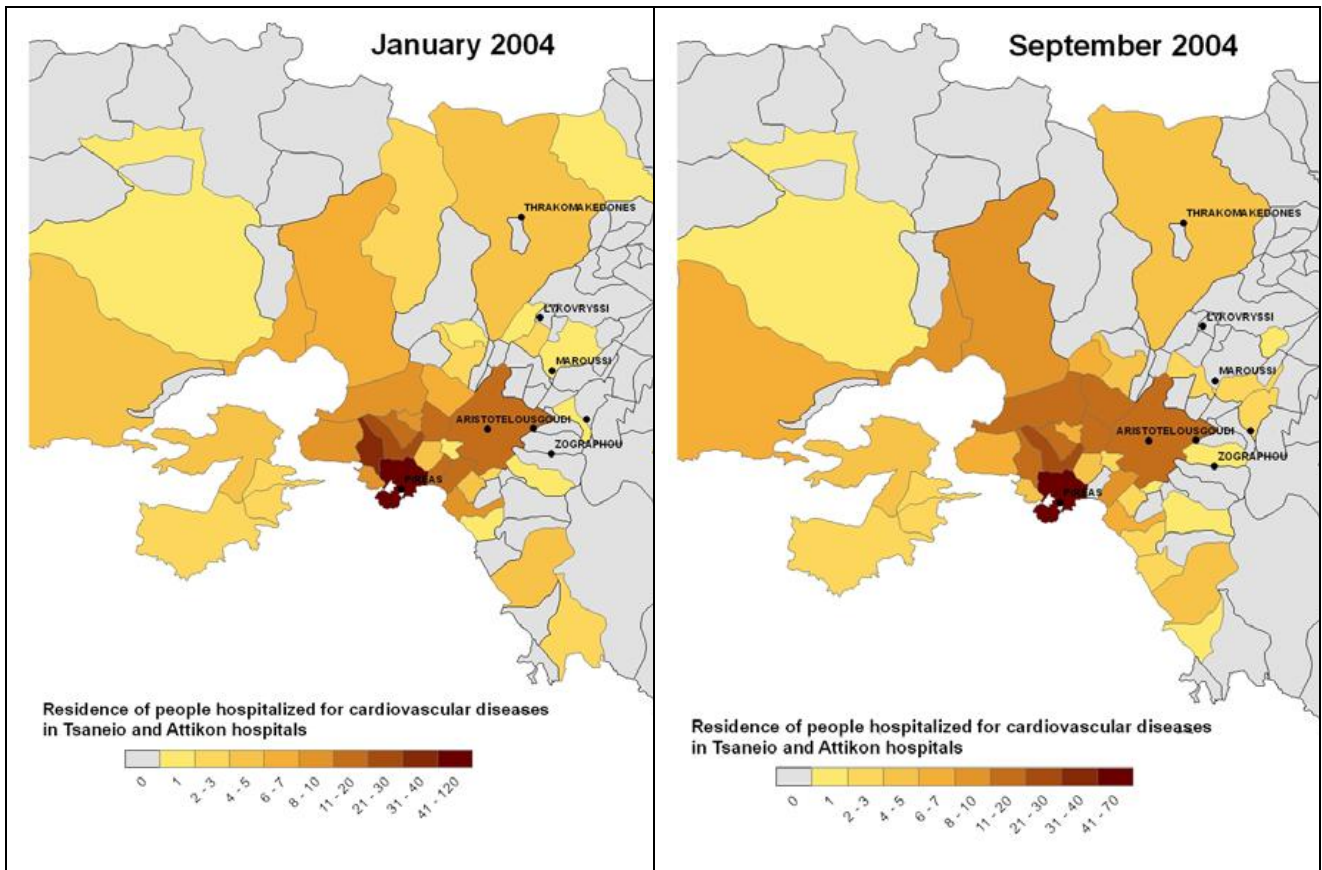 January 2004
THRAKOMAKEDONES
LYKOVRYSSI
MAROUSSI
ARISTOTELOUSGOUDI
ZOGRAPHOU
PIREAS
Residence of people hospitalized for cardiovascular diseases
in Tsaneio and Attikon hospitals
0
1
2 - 3
4 - 5
6 - 7
8 - 10
11 - 20
21 - 30
31 - 40
41 - 120
September 2004
THRAKOMAKEDONES
LYKOVRYSSI
MAROUSSI
ARISTOTELOUSGOUDI
ZOGRAPHOU
PIREAS
Residence of people hospitalized for cardiovascular diseases
in Tsaneio and Attikon hospitals
0
1
2 - 3
4 - 5
6 - 7
8 - 10
11 - 20
21 - 30
31 - 40
41 - 70